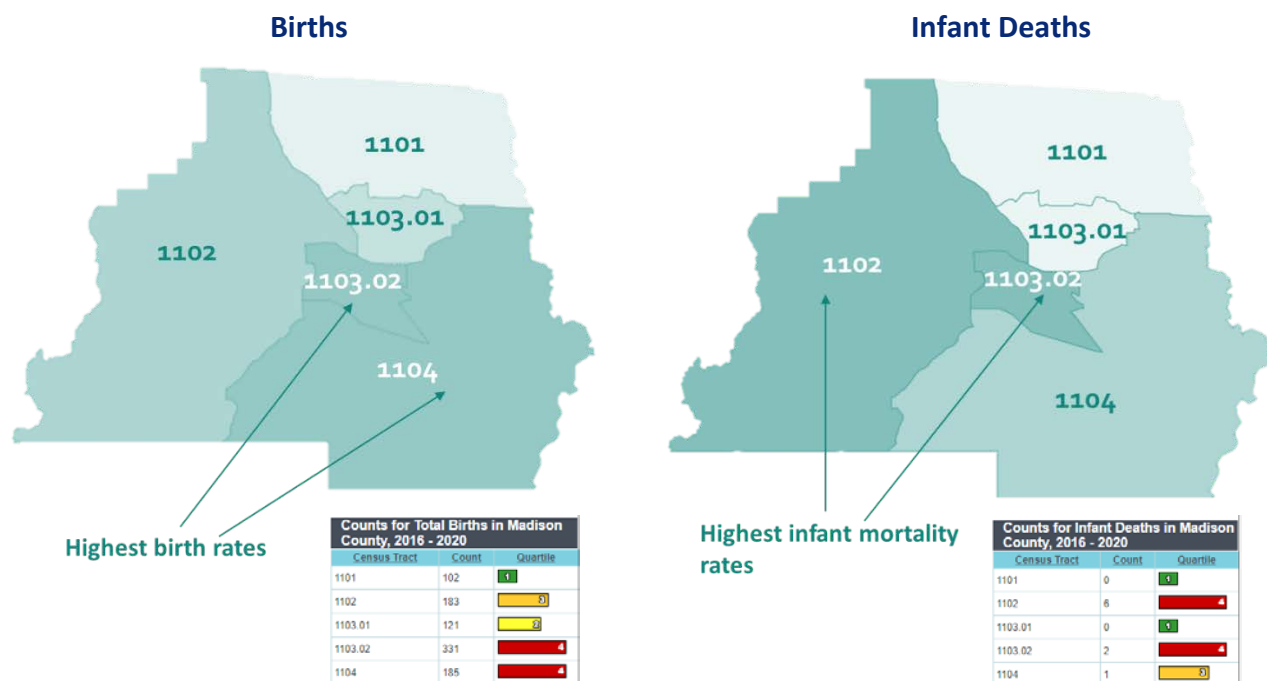 Births
1101
1103.01
1102
1103.02
1104
Highest birth rates
Counts for Total Births in Madison
County, 2016 - 2020
Census Tract Count Quartile
1101 102 1
1102 183 3
1103.01 121 2
1103.02 331 4
1104 185 4
Infant Deaths
1101
1103.01
1102
1103.02
1104
Highest infant mortality
rates
Counts for Infant Deaths in Madison
County, 2016 - 2020
Census Tract Count Quartile
1101 0 1
1102 6 4
1103.01 0 1
1103.02 2 4
1104 1 3